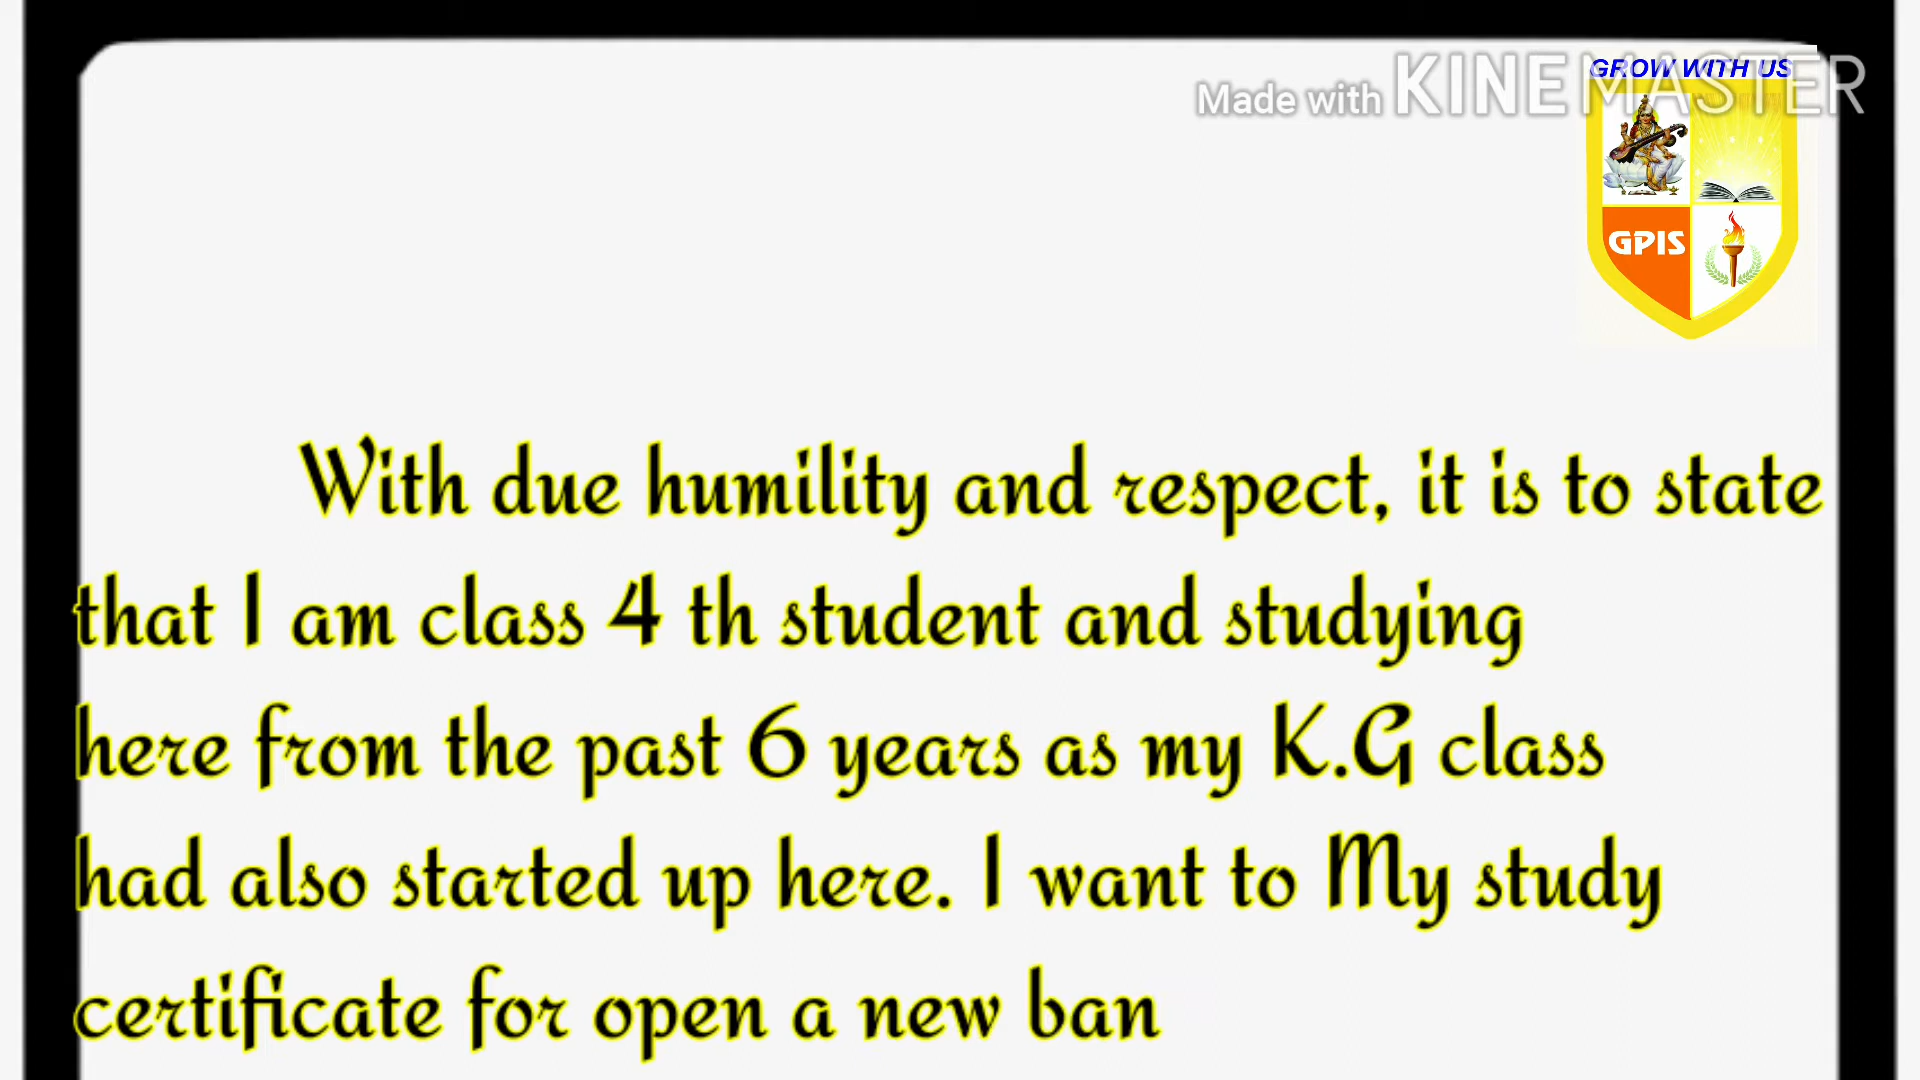 GROW WITH US
Made with KINEMASTER
GPIS
With due humility and respect, it is to state
that I am class 4 th student and studying
here from the past 6 years as my K.G class
had also started up here. I want to My study
certificate for open a new ban